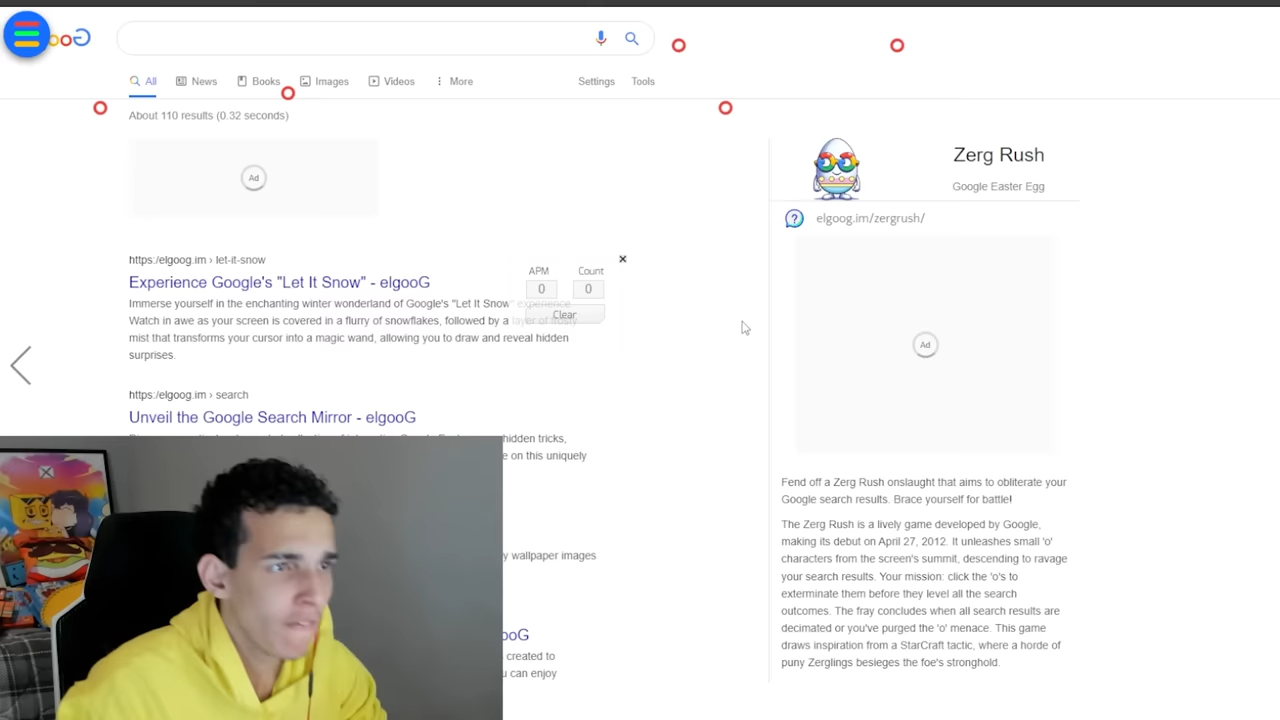 All News Books Images Videos More Settings Tools
About 110 results (0.32 seconds)
Ad
https:/elgoog.im › let-it-snow
Experience Google's "Let It Snow" - elgooG
Immerse yourself in the enchanting winter wonderland of Google's "Let It Snow" experience.
Watch in awe as your screen is covered in a flurry of snowflakes, followed by a layer of frosty
mist that transforms your cursor into a magic wand, allowing you to draw and reveal hidden
surprises.
APM Count
0 0
Clear
https:/elgoog.im › search
Unveil the Google Search Mirror - elgooG
hidden tricks,
e on this uniquely
y wallpaper images
ooG
created to
u can enjoy
Zerg Rush
Google Easter Egg
elgoog.im/zergrush/
Ad
Fend off a Zerg Rush onslaught that aims to obliterate your
Google search results. Brace yourself for battle!
The Zerg Rush is a lively game developed by Google,
making its debut on April 27, 2012. It unleashes small 'o'
characters from the screen's summit, descending to ravage
your search results. Your mission: click the 'o's to
exterminate them before they level all the search
outcomes. The fray concludes when all search results are
decimated or you've purged the 'o' menace. This game
draws inspiration from a StarCraft tactic, where a horde of
puny Zerglings besieges the foe's stronghold.